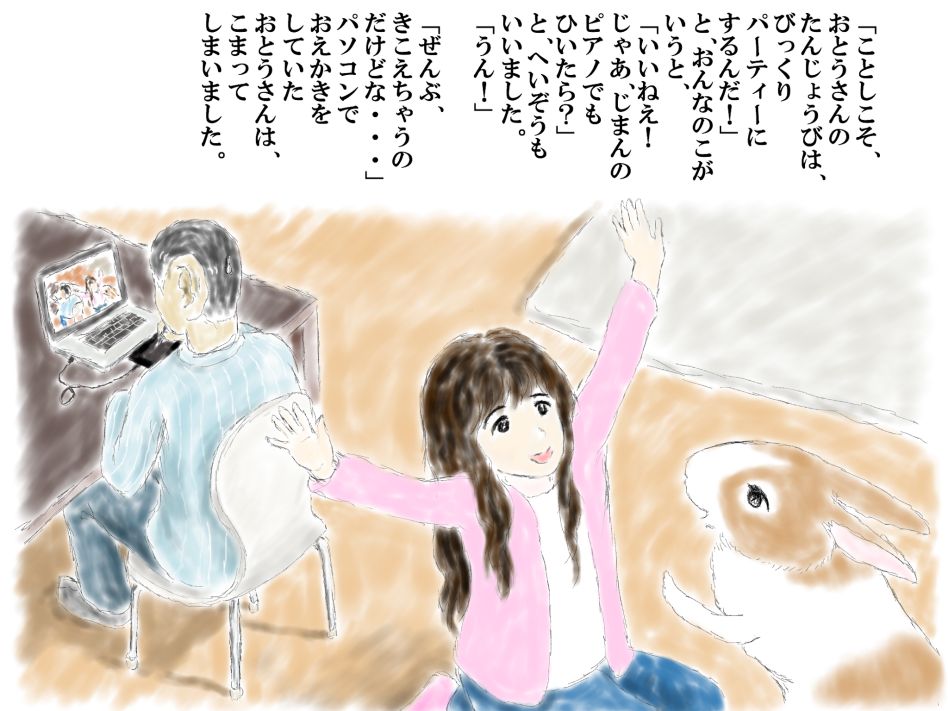 「ことしこそ、
おとうさんの
たんじょうびは、
びっくり
パーティーに
するんだ！」
と、おんなのこが
いうと、
「いいねえ！
じゃあ、じまんの
ピアノでも
ひいたら？」
と、へいぞうも
いいました。
「うん！」
「ぜんぶ、
きこえちゃうの
だけどな・・・」
パソコンで
おえかきを
していた
おとうさんは、
こまって
しまいました。